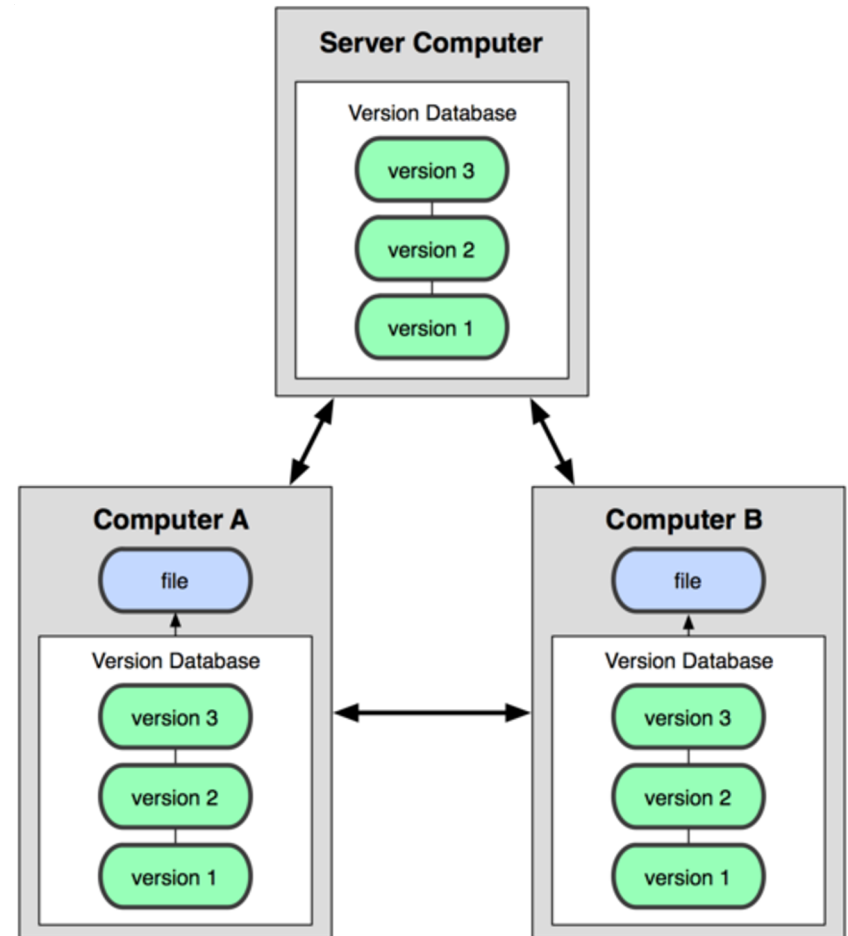 Server Computer
Version Database
version 3
version 2
version 1
Computer A
file
Version Database
version 3
version 2
version 1
Computer B
file
Version Database
version 3
version 2
version 1